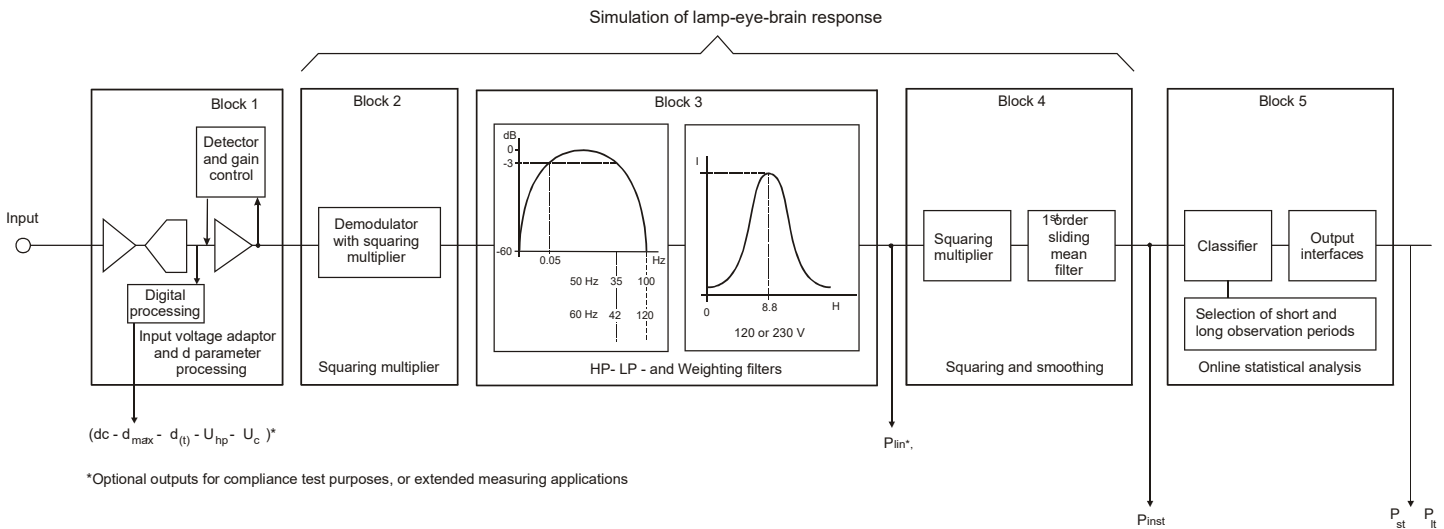 Simulation of lamp-eye-brain response
Block 1
Block 2
Block 3
Block 4
Block 5
Input
Detector
and gain
control
Digital
processing
Input voltage adaptor
and d parameter
processing
Demodulator
with squaring
multiplier
Squaring multiplier
dB
0
-3
-60
0.05
Hz
50 Hz 35 100
60 Hz 42 120
I
0
8.8
H
120 or 230 V
HP- LP - and Weighting filters
Squaring
multiplier
1st order
sliding
mean
filter
Squaring and smoothing
Classifier
Output
interfaces
Selection of short and
long observation periods
Online statistical analysis
(dc - dmax - d(t) - Uhp - Uc )*
Plin*,
Pinst
Pst Plt
*Optional outputs for compliance test purposes, or extended measuring applications